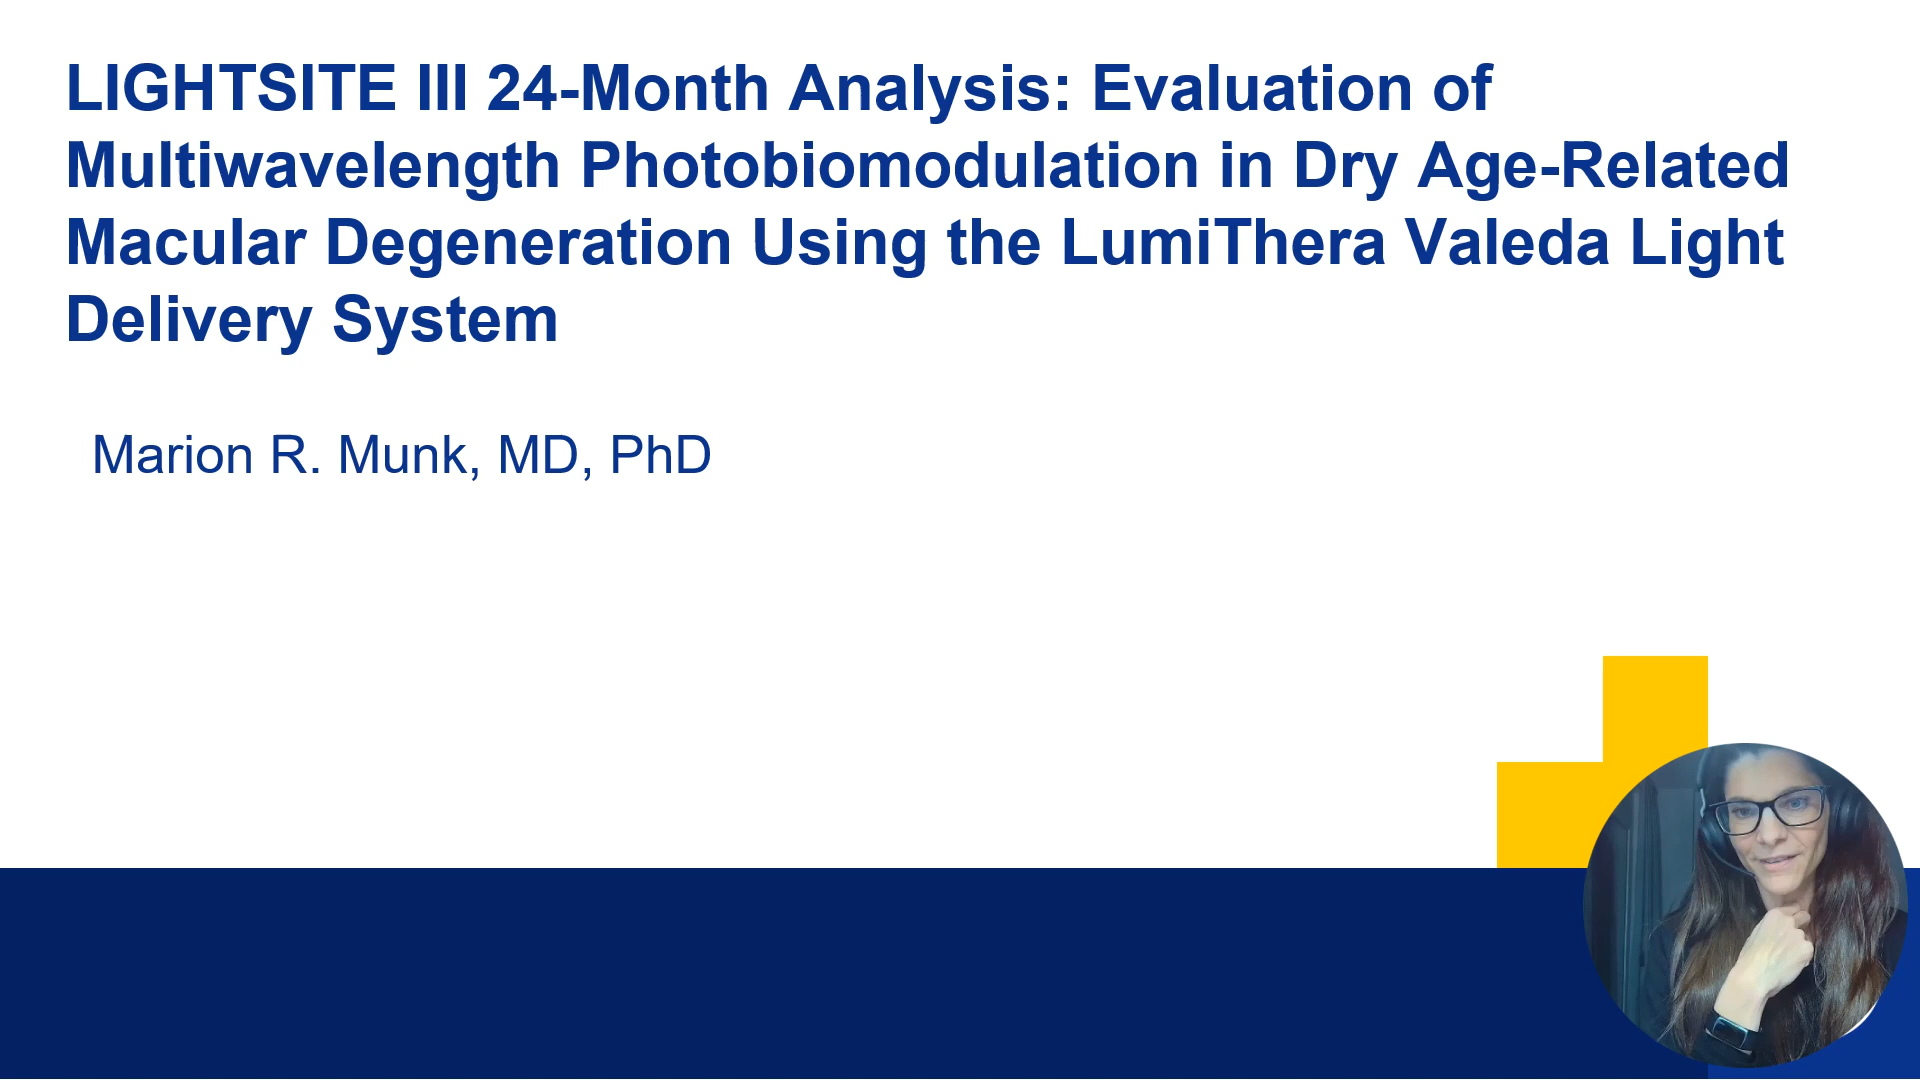 LIGHTSITE III 24-Month Analysis: Evaluation of
Multiwavelength Photobiomodulation in Dry Age-Related
Macular Degeneration Using the LumiThera Valeda Light
Delivery System
Marion R. Munk, MD, PhD